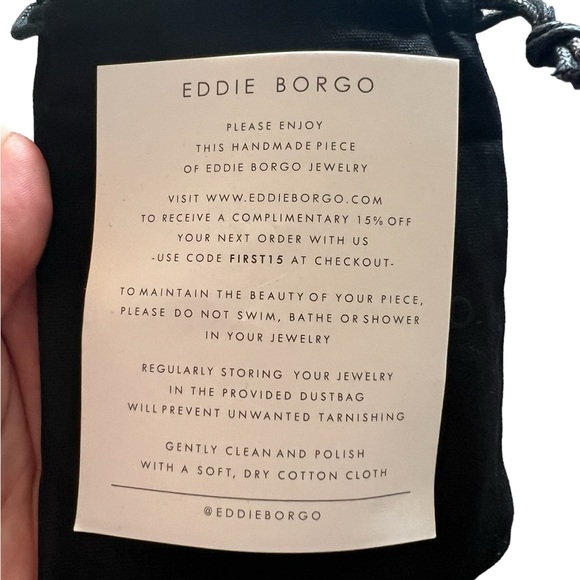 EDDIE BORGO
PLEASE ENJOY
THIS HANDMADE PIECE
OF EDDIE BORGO JEWELRY
VISIT WWW.EDDIEBORGO.COM
TO RECEIVE A COMPLIMENTARY 15% OFF
YOUR NEXT ORDER WITH US
-USE CODE FIRST15 AT CHECKOUT-
TO MAINTAIN THE BEAUTY OF YOUR PIECE,
PLEASE DO NOT SWIM, BATHE OR SHOWER
IN YOUR JEWELRY
REGULARLY STORING YOUR JEWELRY
IN THE PROVIDED DUSTBAG
WILL PREVENT UNWANTED TARNISHING
GENTLY CLEAN AND POLISH
WITH A SOFT, DRY COTTON CLOTH
@EDDIEBORGO